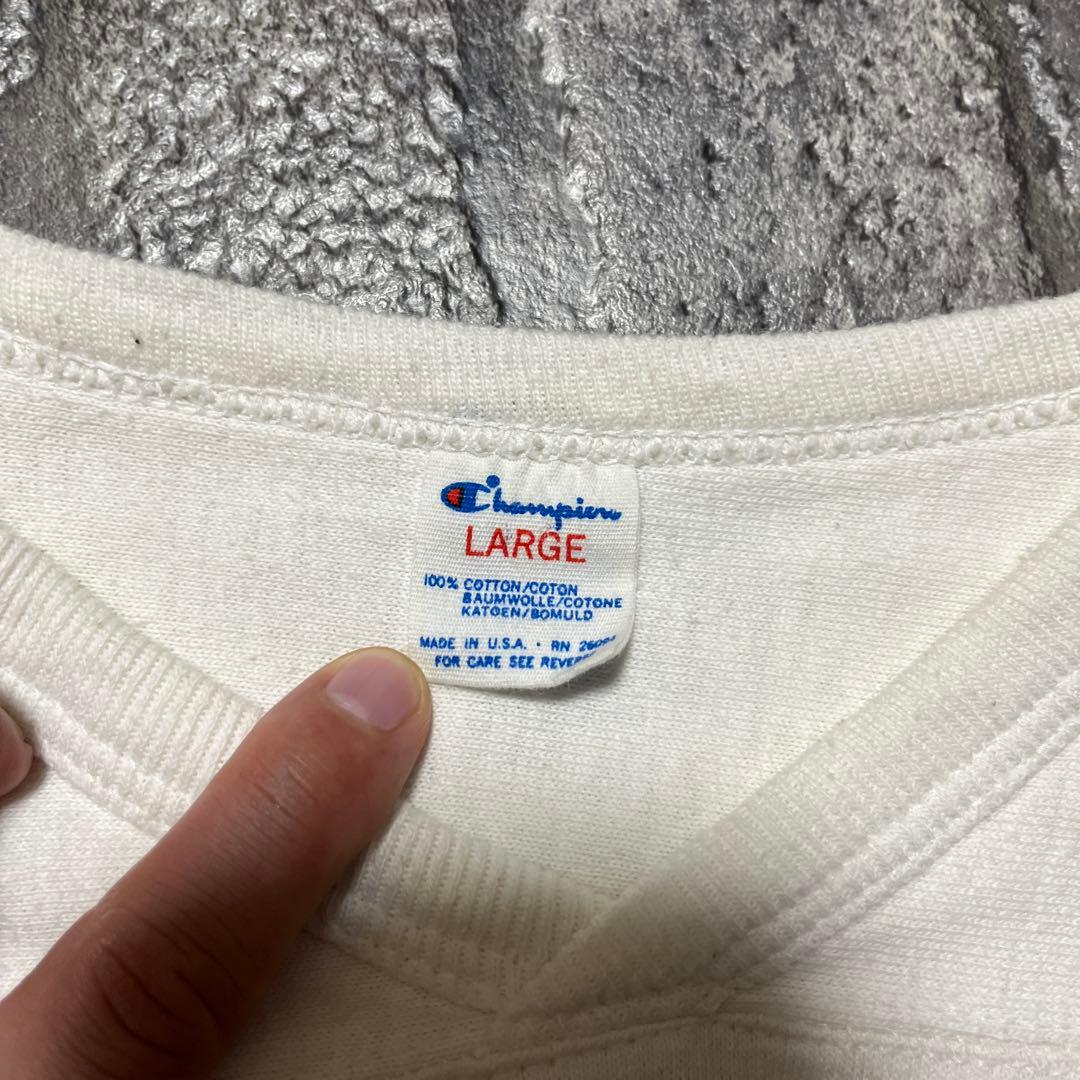 Champion
LARGE
100% COTTON/COTON
BAUMWOLLE/COTONE
KATOEN/BOMULD
MADE IN U.S.A. · RN
FOR CARE SEE